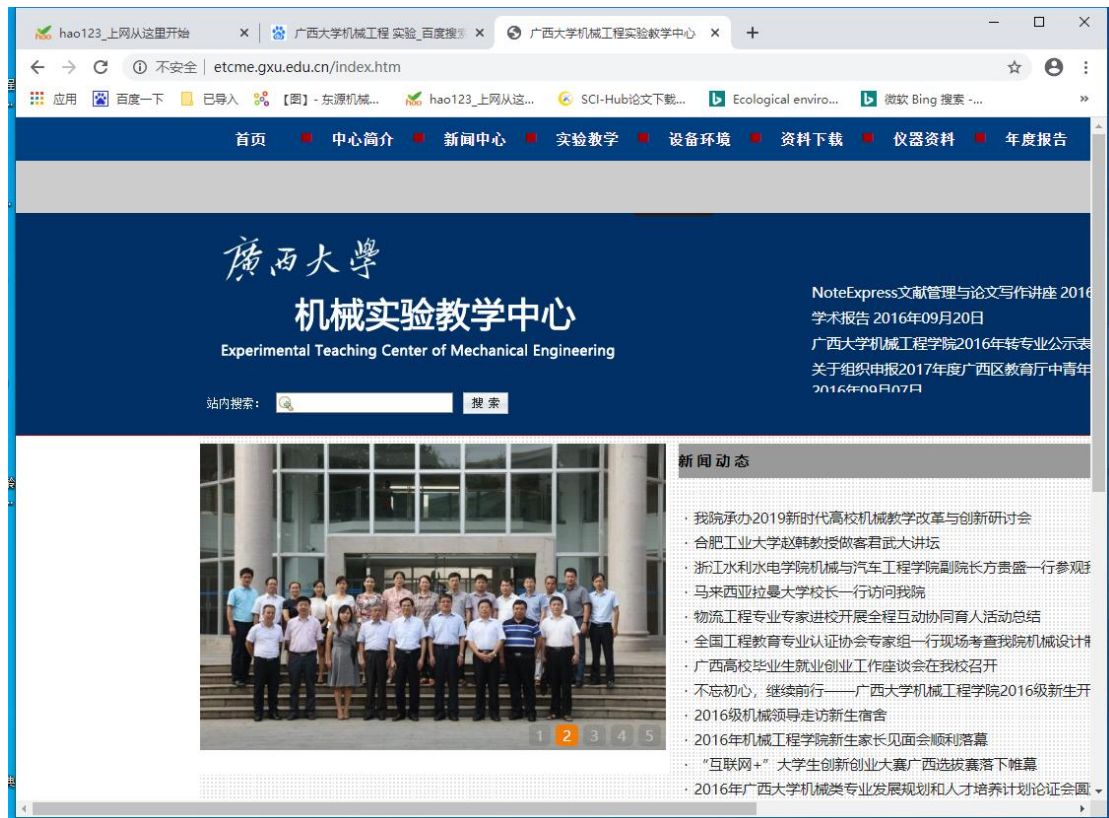 hao123_上网从这里开始
广西大学机械工程 实验_百度搜
广西大学机械工程实验教学中心
不安全 | etcme.gxu.edu.cn/index.htm
应用 百度一下 已导入 【图】- 东源机械... hao123_上网从这... SCI-Hub论文下载... Ecological enviro... 微软 Bing 搜索 -... »
首页 中心简介 新闻中心 实验教学 设备环境 资料下载 仪器资料 年度报告
廣西大學
机械实验教学中心
Experimental Teaching Center of Mechanical Engineering
站内搜索： 搜 索
NoteExpress文献管理与论文写作讲座 2016
学术报告 2016年09月20日
广西大学机械工程学院2016年转专业公示表
关于组织申报2017年度广西区教育厅中青年
2016年09月07日
1 2 3 4 5
新 闻 动 态
· 我院承办2019新时代高校机械教学改革与创新研讨会
· 合肥工业大学赵韩教授做客君武大讲坛
· 浙江水利水电学院机械与汽车工程学院副院长方贵盛一行参观
· 马来西亚拉曼大学校长一行访问我院
· 物流工程专业专家进校开展全程互动协同育人活动总结
· 全国工程教育专业认证协会专家组一行现场考查我院机械设计制
· 广西高校毕业生就业创业工作座谈会在我校召开
· 不忘初心，继续前行——广西大学机械工程学院2016级新生开
· 2016级机械领导走访新生宿舍
· 2016年机械工程学院新生家长见面会顺利落幕
· “互联网+”大学生创新创业大赛广西选拔赛落下帷幕
· 2016年广西大学机械类专业发展规划和人才培养计划论证会圆